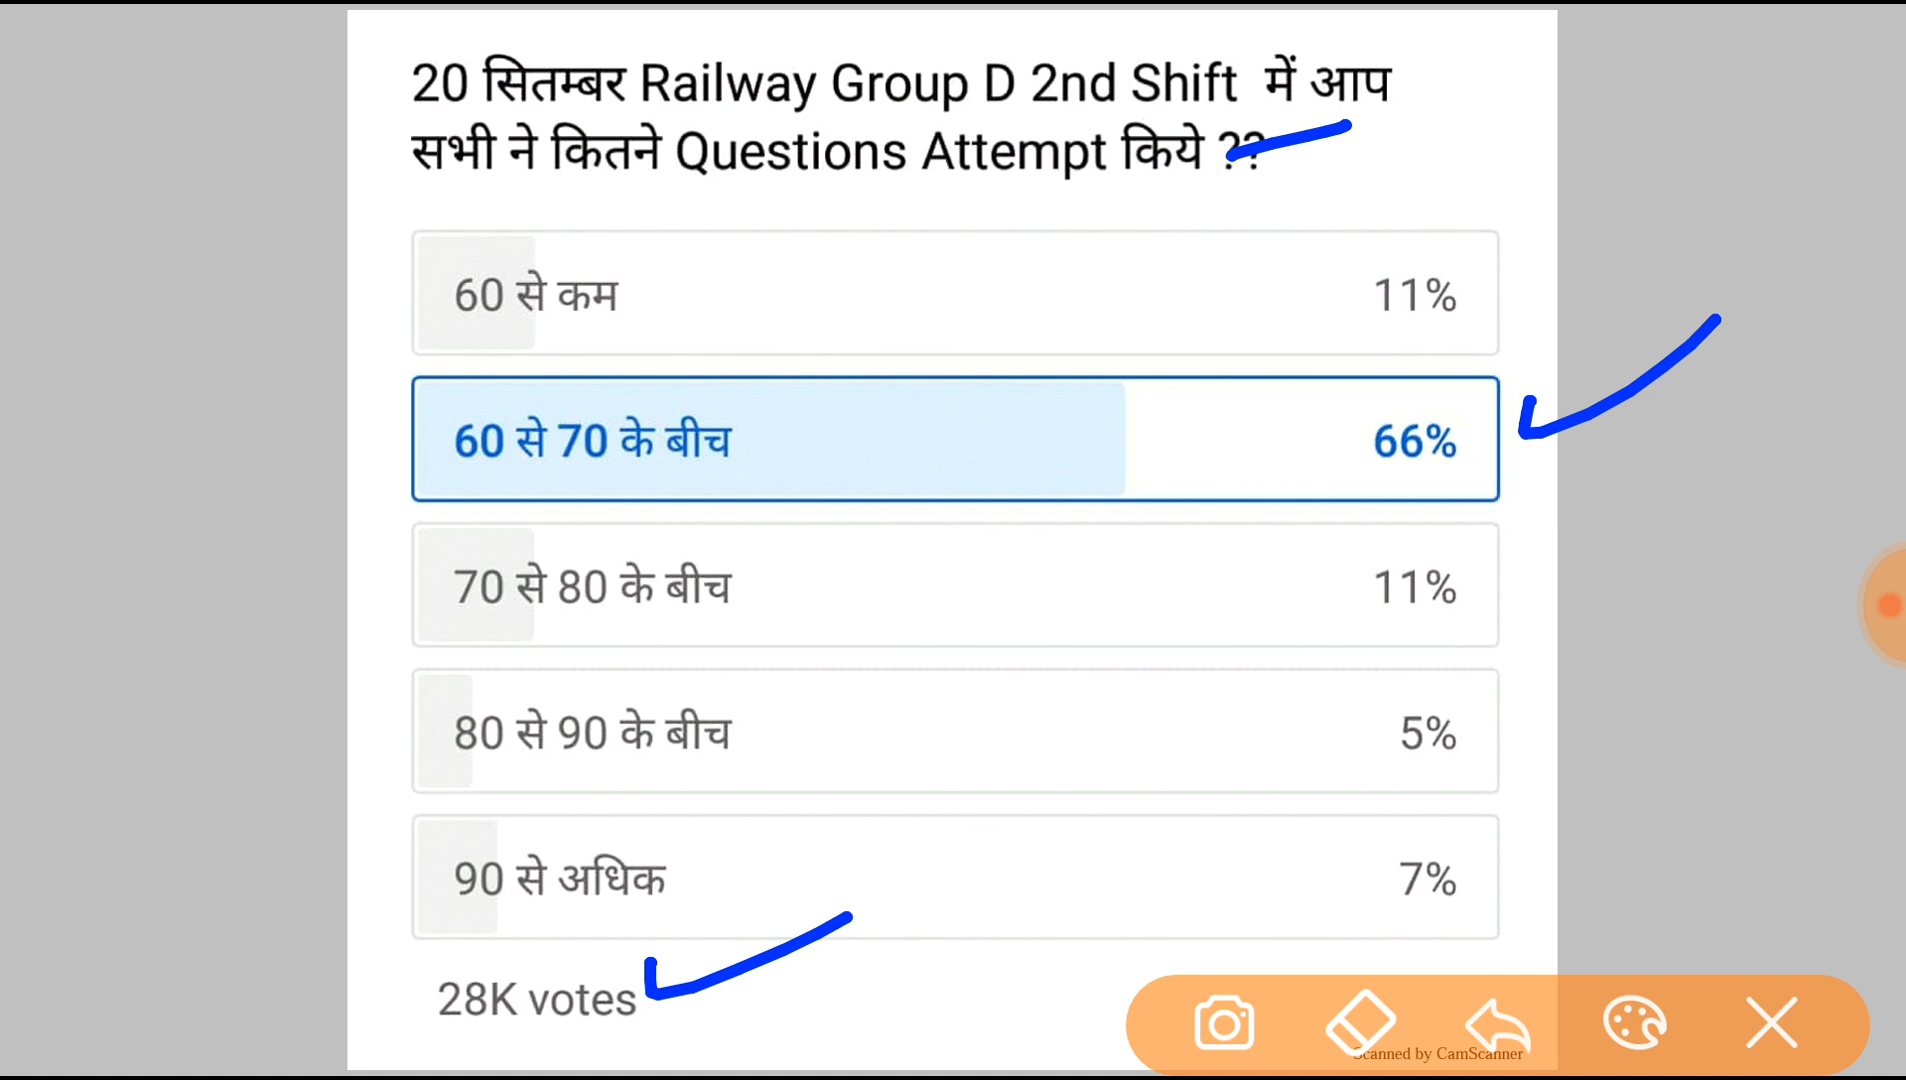 20 सितम्बर Railway Group D 2nd Shift में आप
सभी ने कितने Questions Attempt किये ??
60 से कम 11%
60 से 70 के बीच 66%
70 से 80 के बीच 11%
80 से 90 के बीच 5%
90 से अधिक 7%
28K votes
Scanned by CamScanner